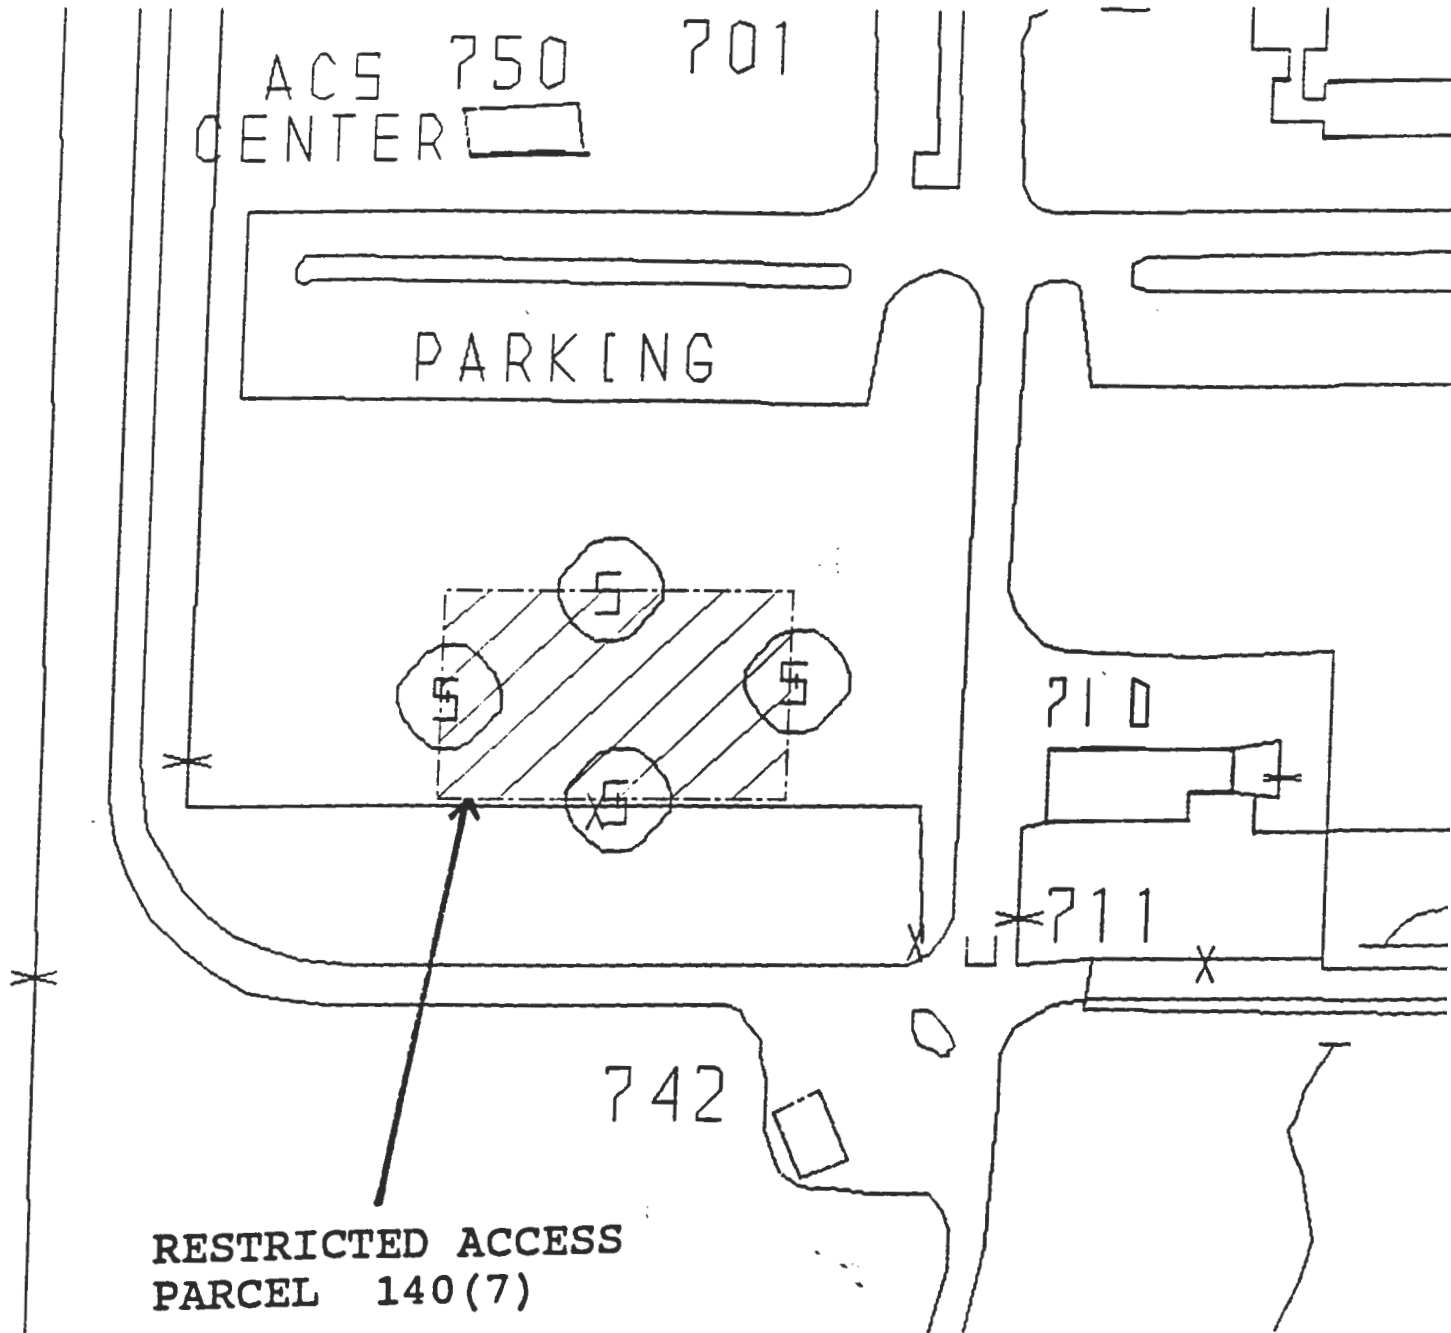 ACS 750 701
CENTER
PARKING
S
S
S
S
710
711
742
RESTRICTED ACCESS
PARCEL 140(7)